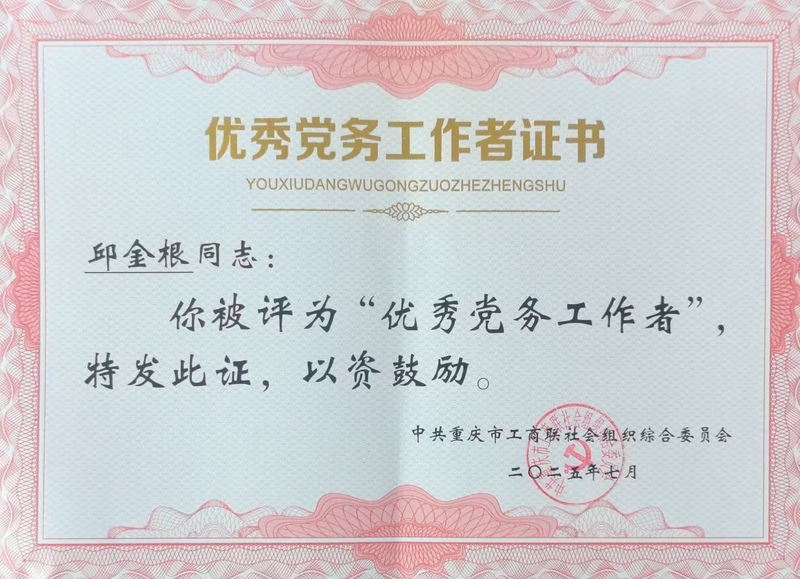 优秀党务工作者证书
YOUXIUDANGWUGONGZUOZHEZHENGSHU
邱金根同志：
你被评为“优秀党务工作者”，
特发此证，以资鼓励。
中共重庆市工商联社会组织综合委员会
二〇二五年七月